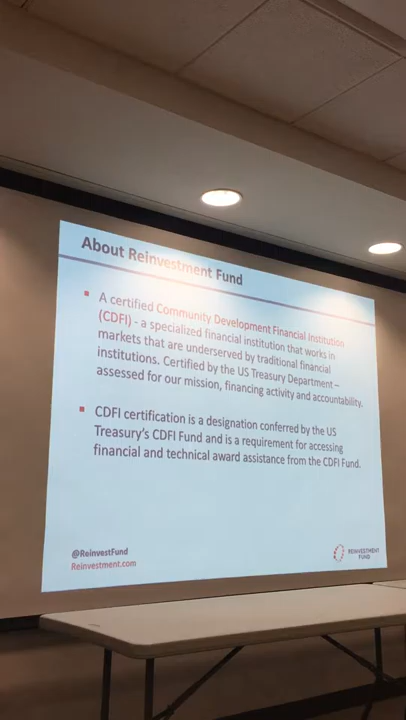 About Reinvestment Fund
A certified Community Development Financial Institution
(CDFI) - a specialized financial institution that works in
markets that are underserved by traditional financial
institutions. Certified by the US Treasury Department –
assessed for our mission, financing activity and accountability.
CDFI certification is a designation conferred by the US
Treasury's CDFI Fund and is a requirement for accessing
financial and technical award assistance from the CDFI Fund.
@ReinvestFund
Reinvestment.com
REINVESTMENT
FUND